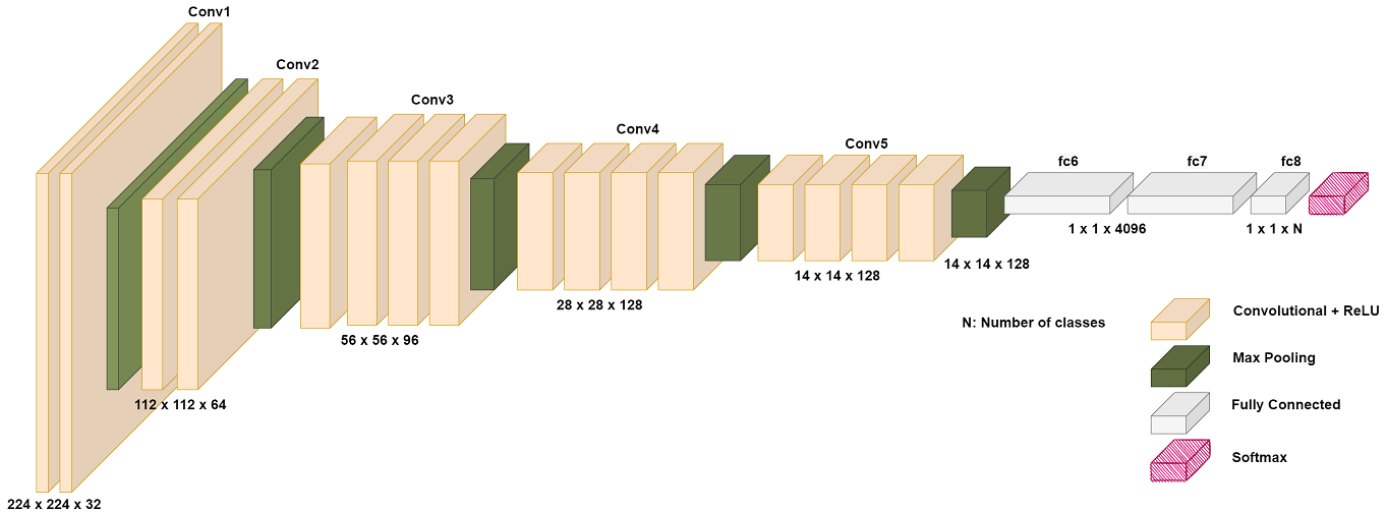 Conv1
Conv2
Conv3
Conv4
Conv5
fc6
fc7
fc8
1 x 1 x 4096
1 x 1 x N
14 x 14 x 128
14 x 14 x 128
28 x 28 x 128
56 x 56 x 96
112 x 112 x 64
224 x 224 x 32
N: Number of classes
Convolutional + ReLU
Max Pooling
Fully Connected
Softmax